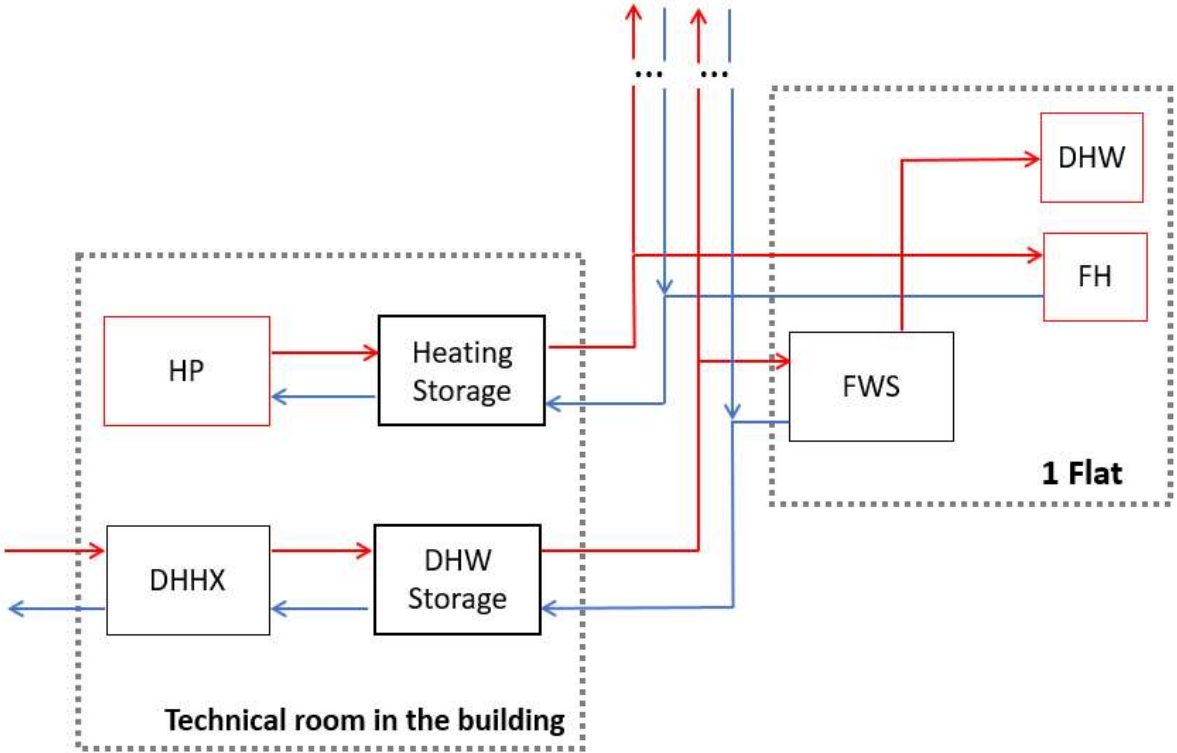 ... ...
DHW
FH
HP
Heating
Storage
FWS
1 Flat
DHHX
DHW
Storage
Technical room in the building